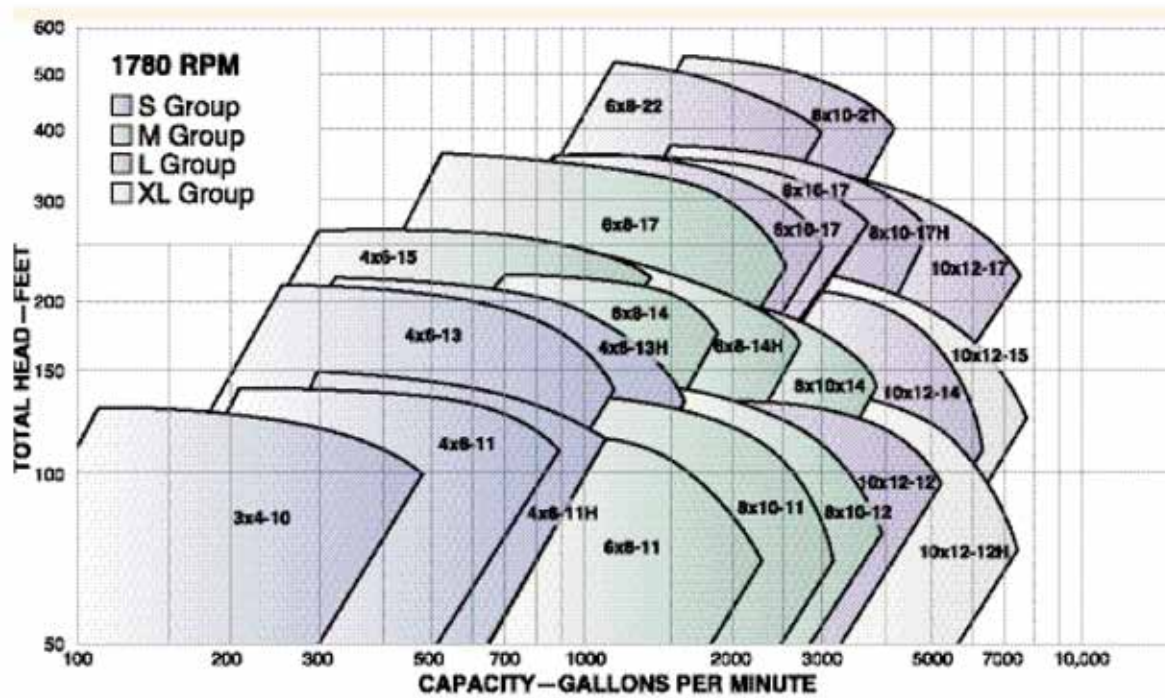 600
500
400
300
200
150
100
50
TOTAL HEAD—FEET
1780 RPM
S Group
M Group
L Group
XL Group
6x8-22
8x10-21
8x10-17
6x8-17
6x10-17
8x10-17H
10x12-17
4x6-15
6x8-14
4x6-13
4x6-13H
6x8-14H
10x12-15
8x10x14
10x12-14
4x6-11
10x12-12
3x4-10
4x6-11H
8x10-11
8x10-12
6x8-11
10x12-12H
100 200 300 500 700 1000 2000 3000 5000 7000 10,000
CAPACITY—GALLONS PER MINUTE